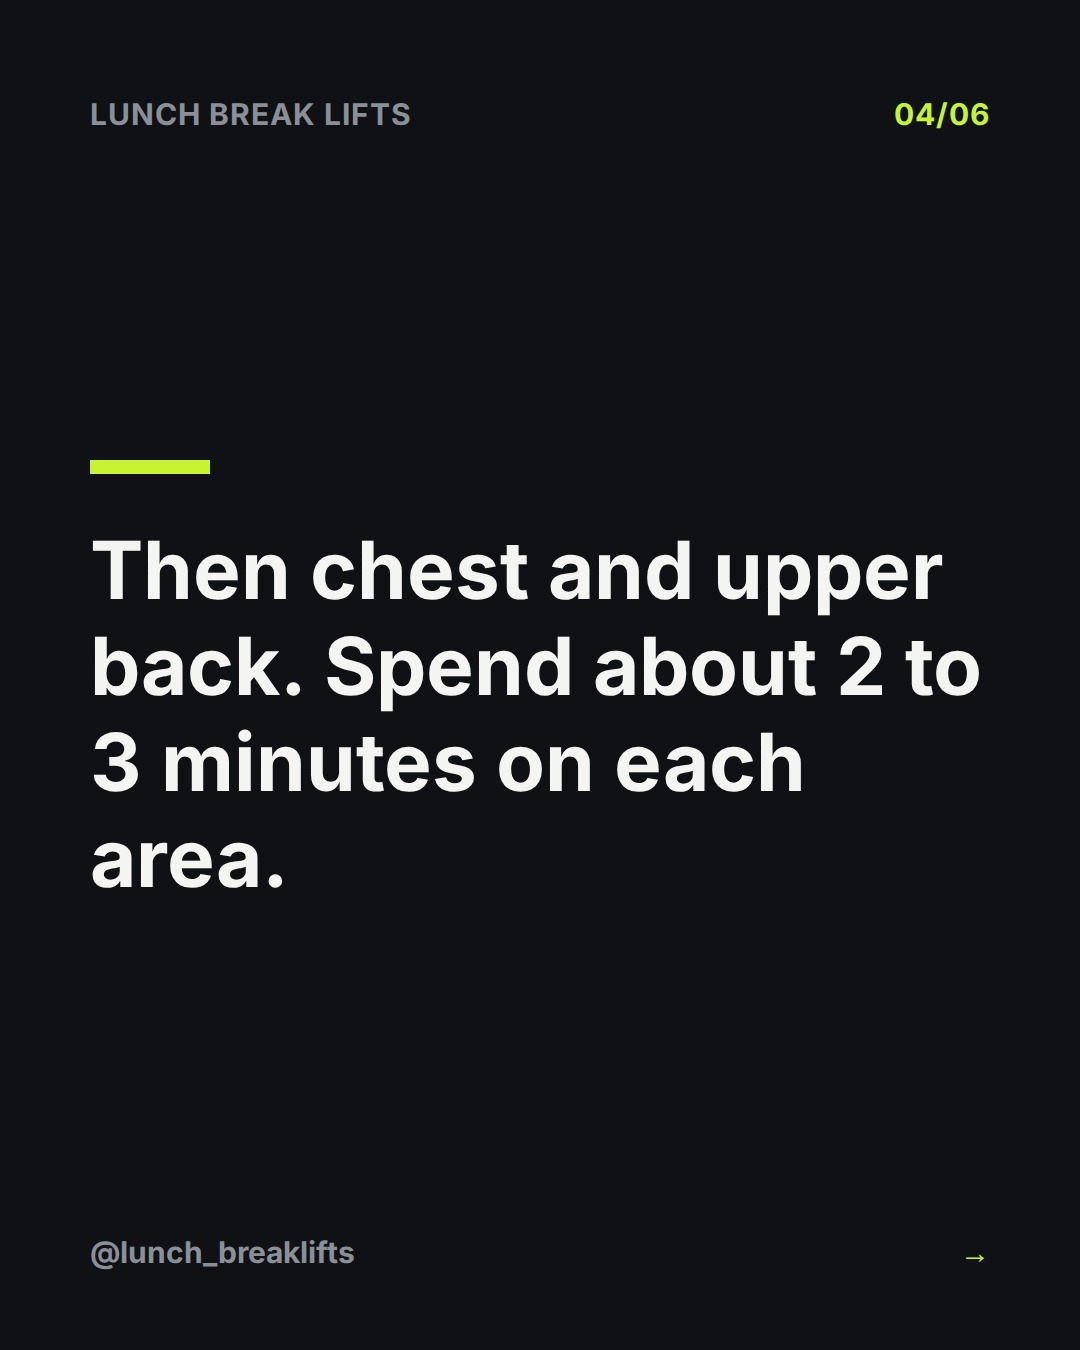 LUNCH BREAK LIFTS
04/06
Then chest and upper
back. Spend about 2 to
3 minutes on each
area.
@lunch_breaklifts
→